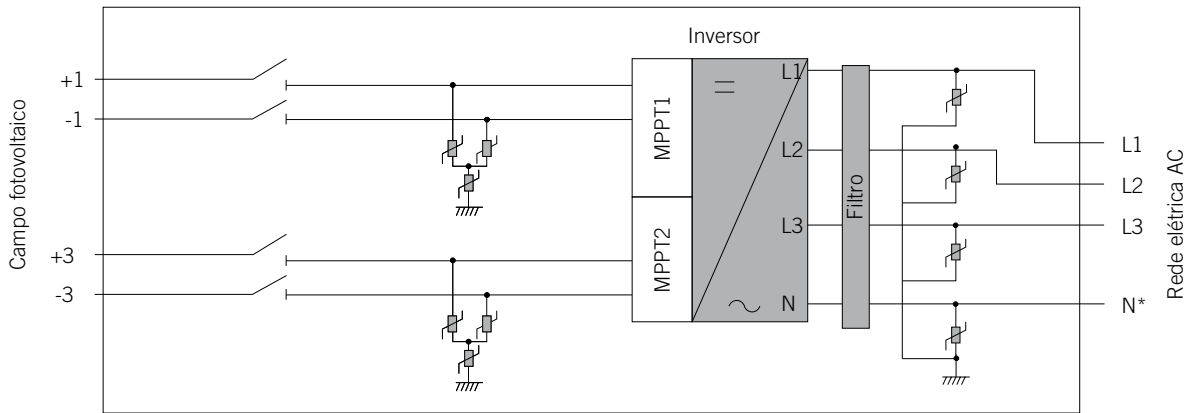 Inversor
Campo fotovoltaico
+1
-1
+3
-3
MPPT1
MPPT2
L1
L2
L3
N
Filtro
L1
L2
L3
N*
Rede elétrica AC